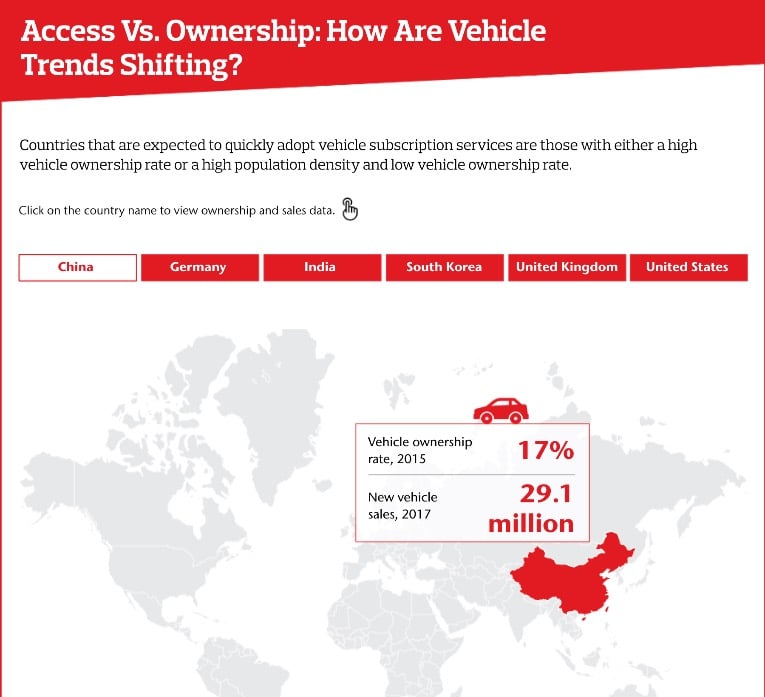 Access Vs. Ownership: How Are Vehicle
Trends Shifting?
Countries that are expected to quickly adopt vehicle subscription services are those with either a high
vehicle ownership rate or a high population density and low vehicle ownership rate.
Click on the country name to view ownership and sales data.
China
Germany
India
South Korea
United Kingdom
United States
Vehicle ownership
rate, 2015
17%
New vehicle
sales, 2017
29.1
million